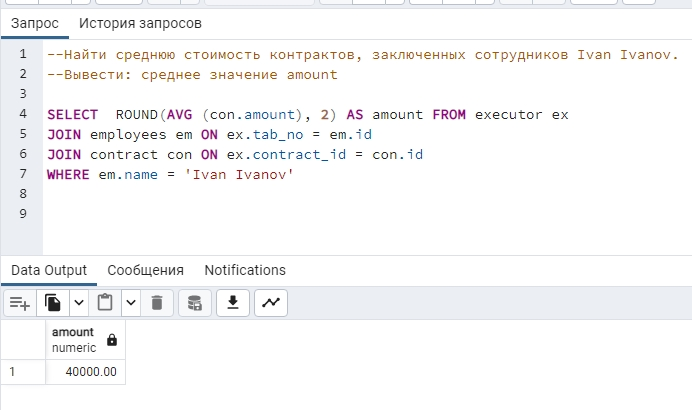 Запрос История запросов
1 --Найти среднюю стоимость контрактов, заключенных сотрудников Ivan Ivanov.
2 --Вывести: среднее значение amount
3
4 SELECT ROUND(AVG (con.amount), 2) AS amount FROM executor ex
5 JOIN employees em ON ex.tab_no = em.id
6 JOIN contract con ON ex.contract_id = con.id
7 WHERE em.name = 'Ivan Ivanov'
8
9
Data Output Сообщения Notifications
amount
numeric
1 40000.00